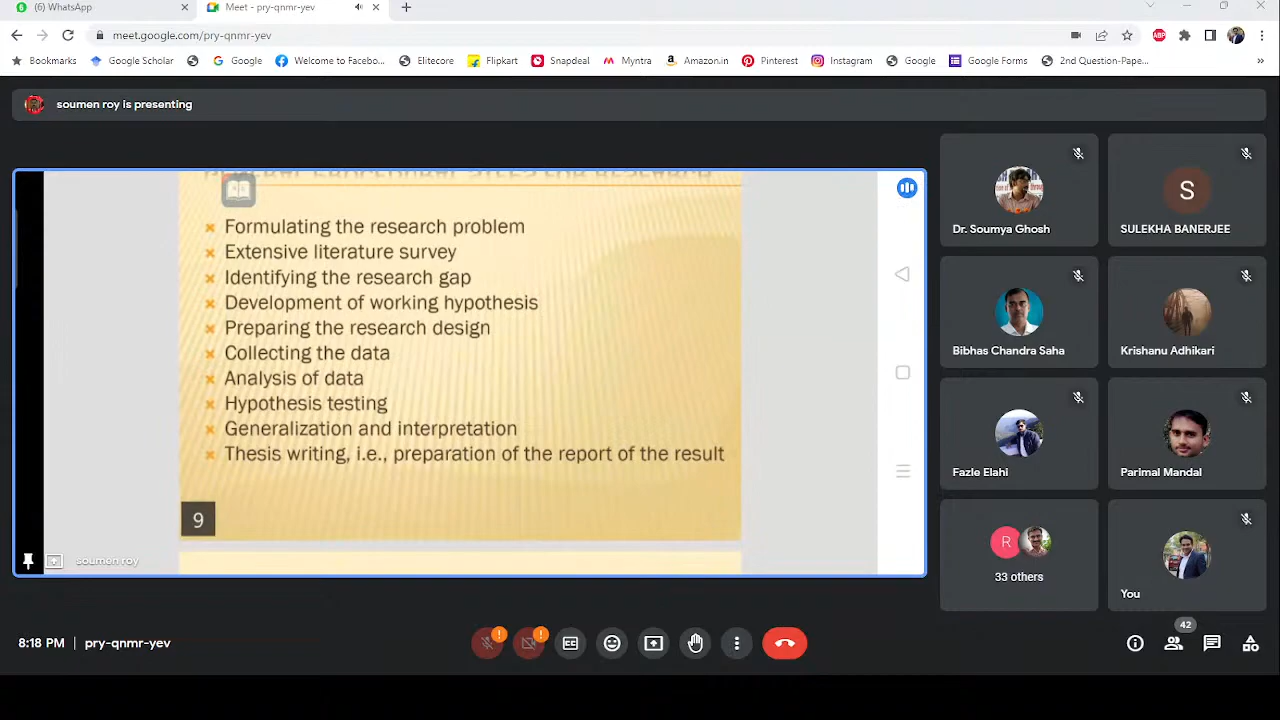 (6) WhatsApp
Meet - pry-qnmr-yev
meet.google.com/pry-qnmr-yev
ABP
Bookmarks
Google Scholar
Google
Welcome to Facebo...
Elitecore
Flipkart
Snapdeal
Myntra
Amazon.in
Pinterest
Instagram
Google
Google Forms
2nd Question-Pape...
soumen roy is presenting
Formulating the research problem
Extensive literature survey
Identifying the research gap
Development of working hypothesis
Preparing the research design
Collecting the data
Analysis of data
Hypothesis testing
Generalization and interpretation
Thesis writing, i.e., preparation of the report of the result
9
soumen roy
Dr. Soumya Ghosh
S
SULEKHA BANERJEE
Bibhas Chandra Saha
Krishanu Adhikari
Fazle Elahi
Parimal Mandal
R
33 others
You
8:18 PM | pry-qnmr-yev
CC
42